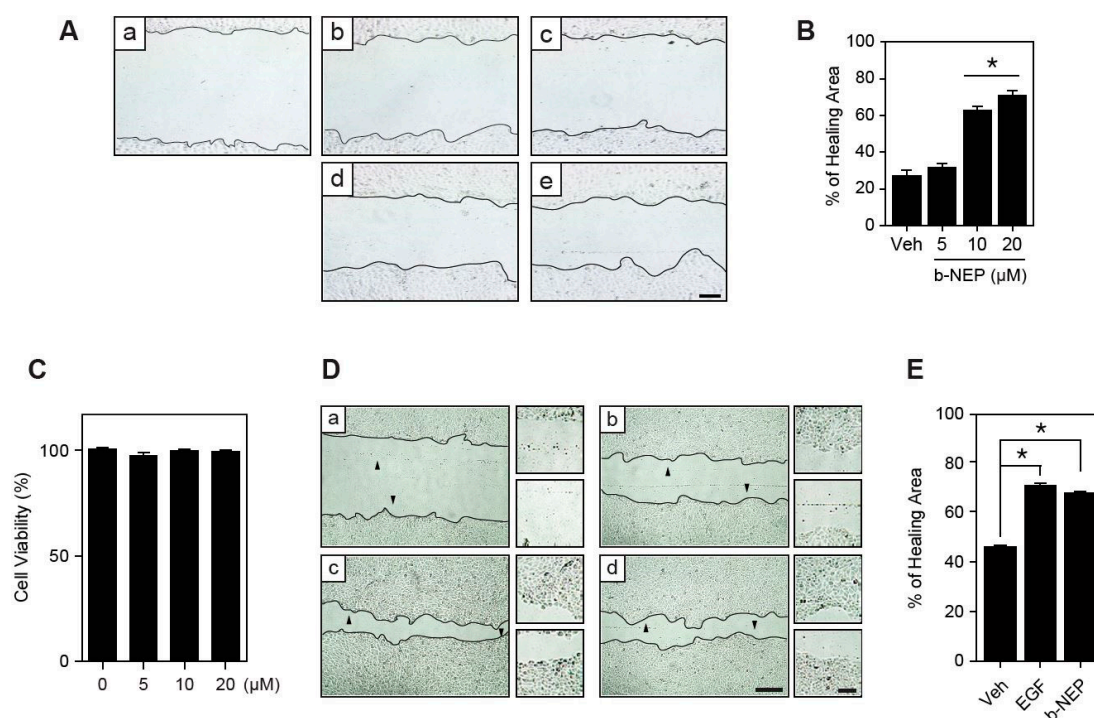 A
a
b
c
d
e
B
% of Healing Area
100
80
60
40
20
0
*
Veh 5 10 20
b-NEP (µM)
C
Cell Viability (%)
100
50
0
0 5 10 20 (µM)
D
a
b
c
d
E
% of Healing Area
100
80
60
40
20
0
*
*
Veh EGF b-NEP